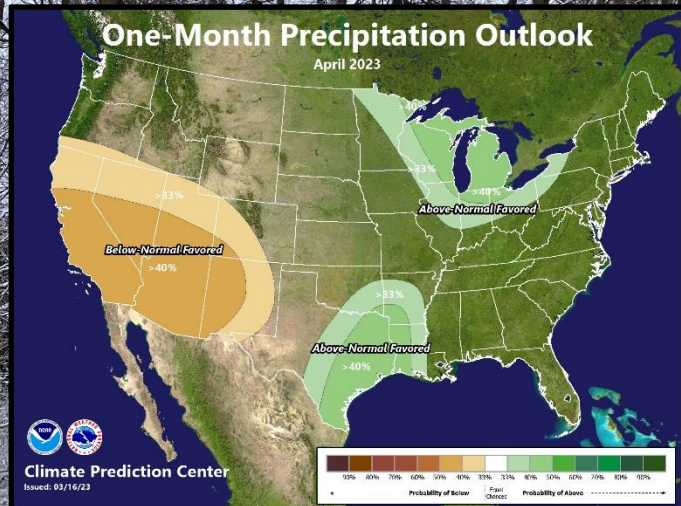 One-Month Precipitation Outlook
April 2023
>40%
>33%
>40%
Above-Normal Favored
>33%
Below-Normal Favored
>40%
>33%
Above-Normal Favored
>40%
NOAA
Climate Prediction Center
Issued: 03/16/23
90% 80% 70% 60% 50% 40% 33% 33% 40% 50% 60% 70% 80% 90%
Probability of Below Equal Chances Probability of Above